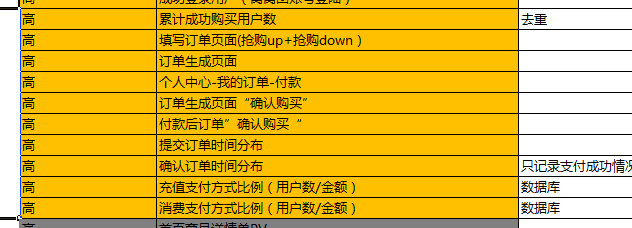 高 累计成功购买用户数 去重
高 填写订单页面(抢购up+抢购down）
高 订单生成页面
高 个人中心-我的订单-付款
高 订单生成页面“确认购买”
高 付款后订单”确认购买“
高 提交订单时间分布
高 确认订单时间分布 只记录支付成功情况
高 充值支付方式比例（用户数/金额） 数据库
高 消费支付方式比例（用户数/金额） 数据库